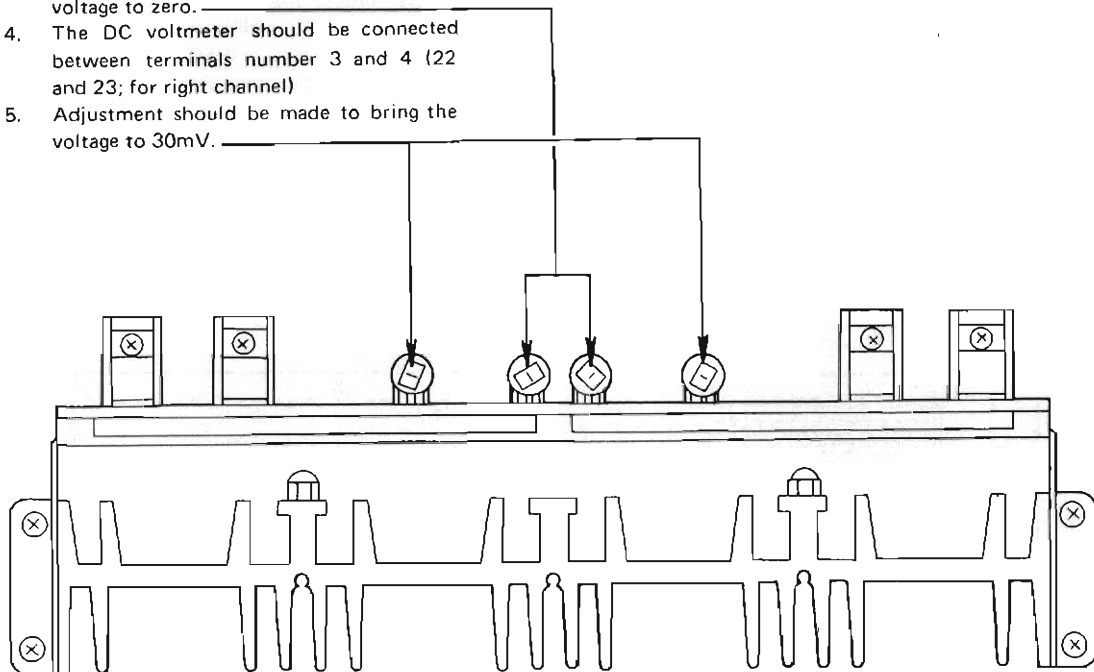 voltage to zero.
4. The DC voltmeter should be connected
between terminals number 3 and 4 (22
and 23; for right channel)
5. Adjustment should be made to bring the
voltage to 30mV.